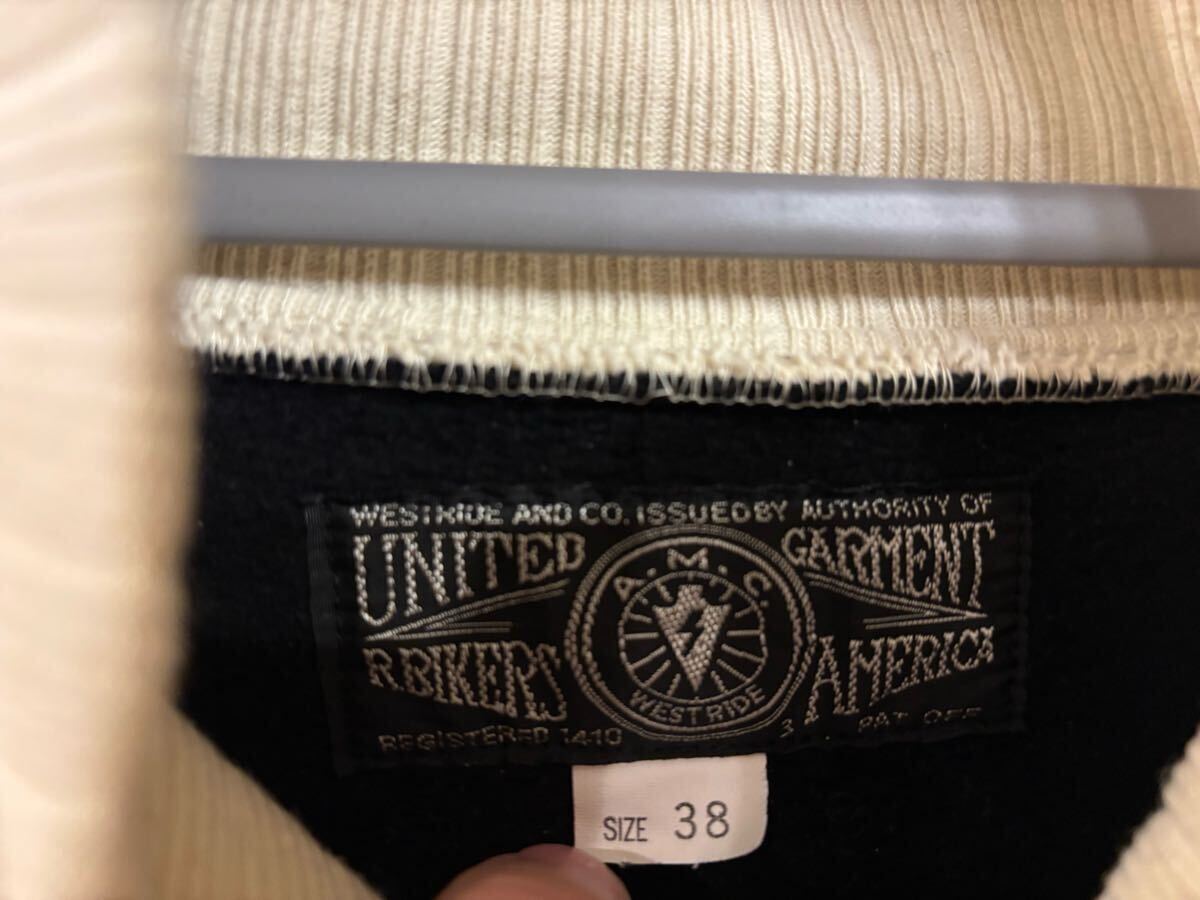 WESTRIDE AND CO. ISSUED BY AUTHORITY OF
UNITED GARMENT
A.M.C.
R.BIKERS AMERICA
WESTRIDE
REGISTERED 1410 PAT. OFF
SIZE 38